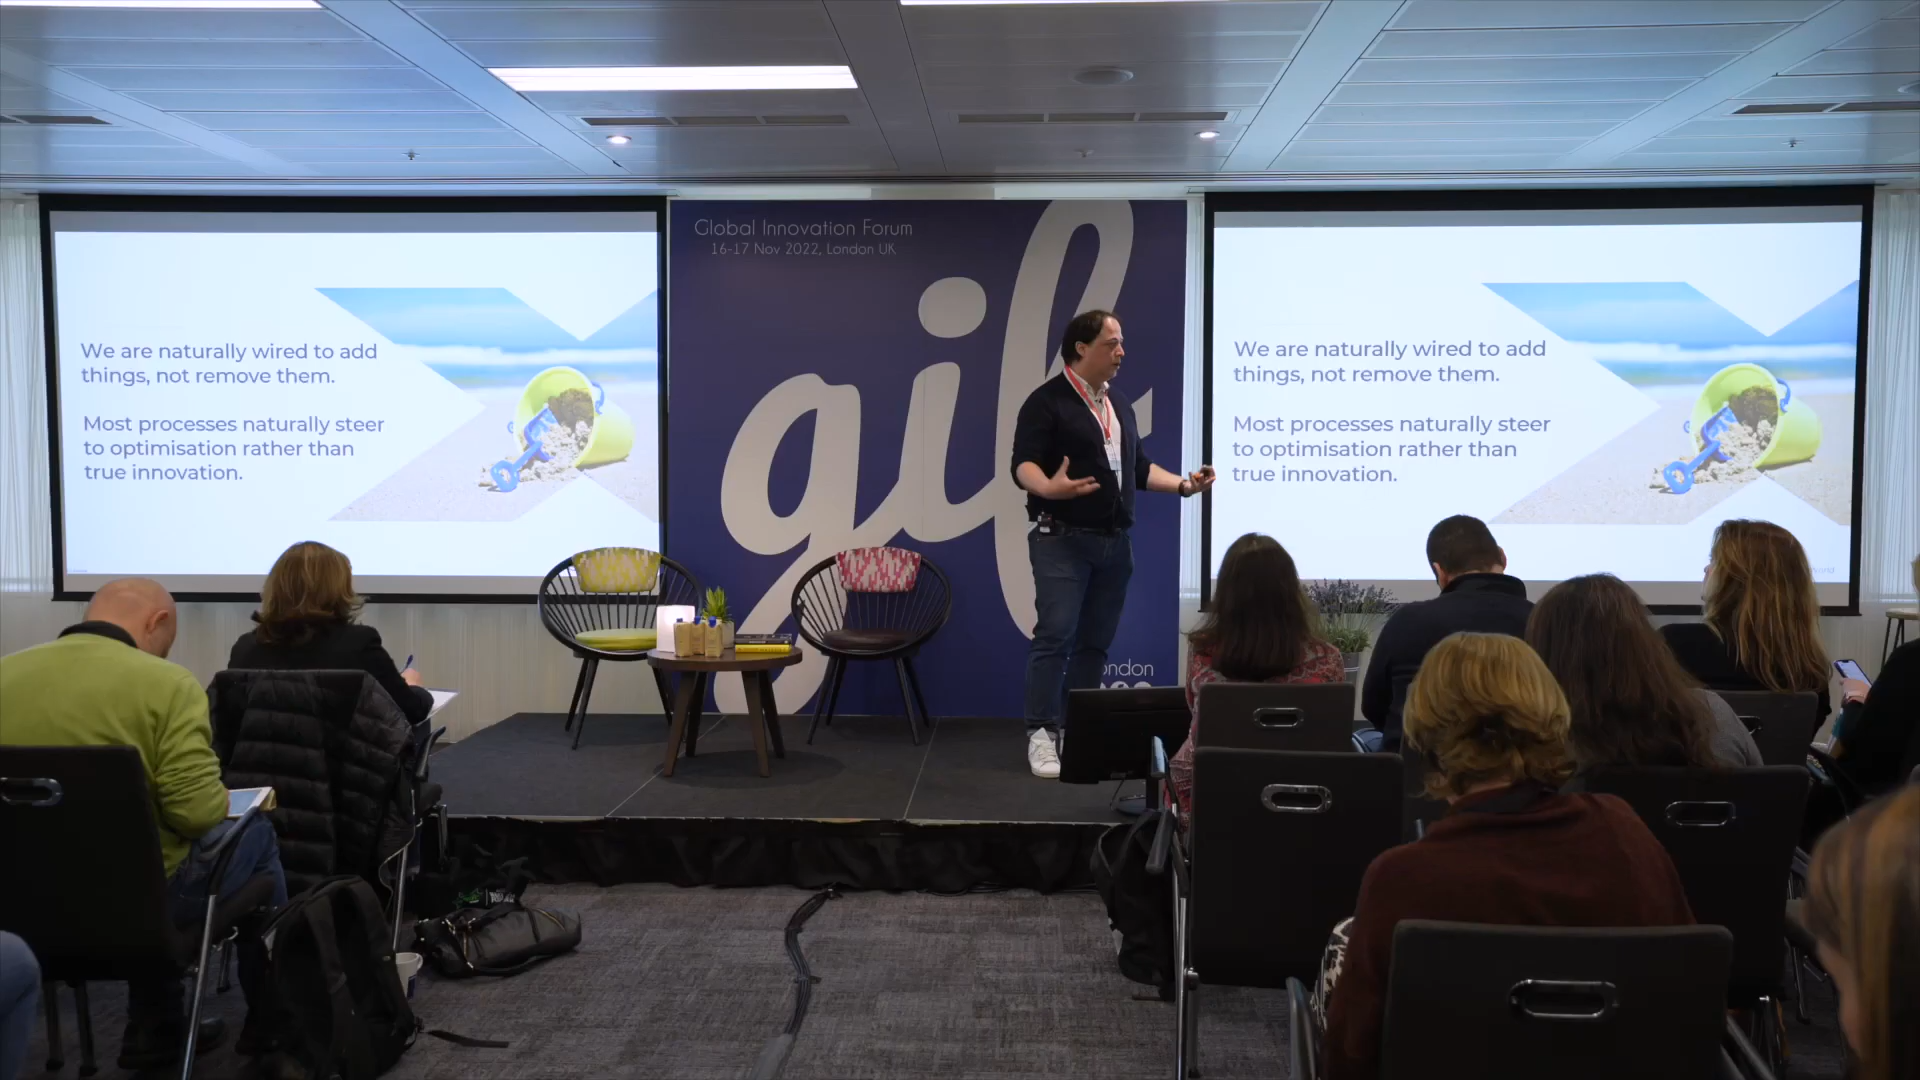 Global Innovation Forum
16-17 Nov 2022, London UK
gif
ondon
We are naturally wired to add
things, not remove them.
Most processes naturally steer
to optimisation rather than
true innovation.
We are naturally wired to add
things, not remove them.
Most processes naturally steer
to optimisation rather than
true innovation.